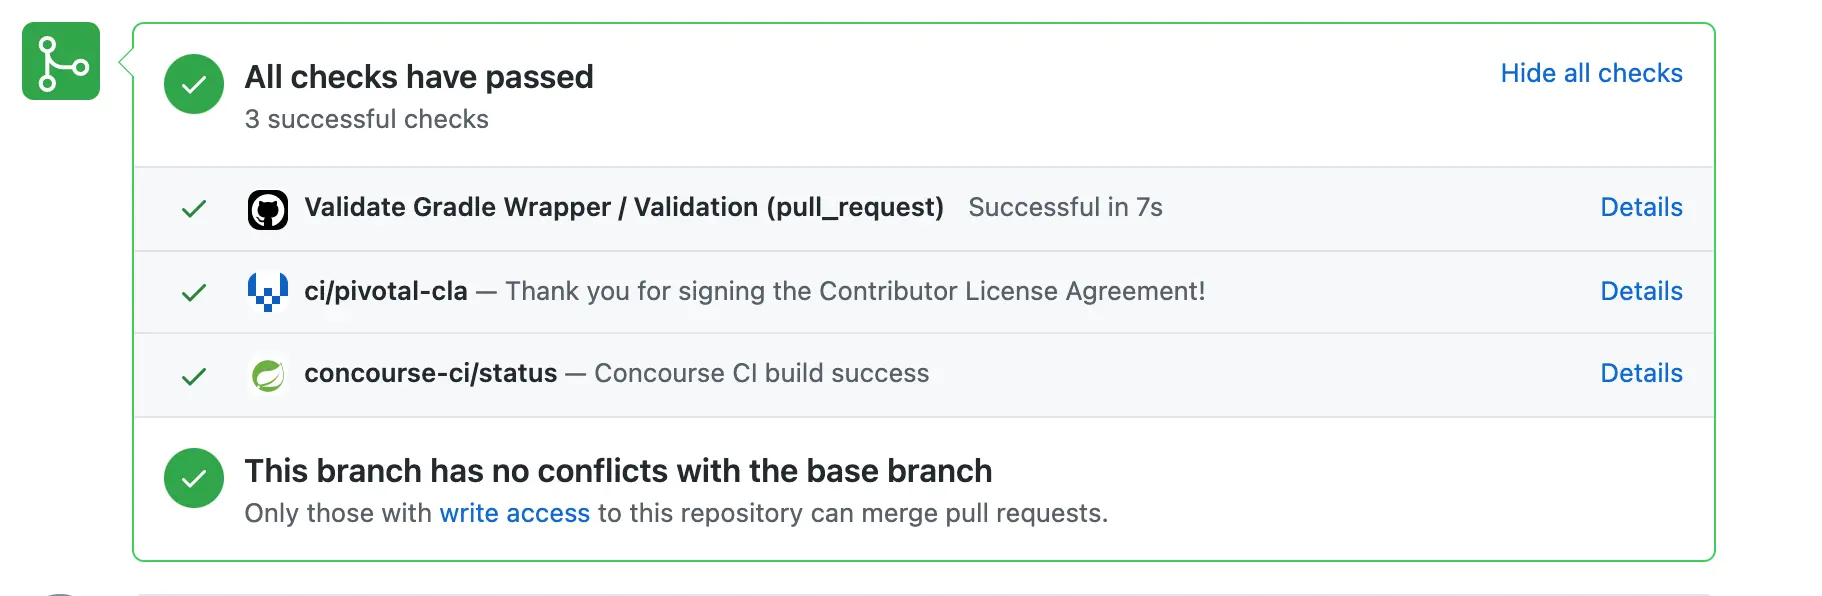 All checks have passed
Hide all checks
3 successful checks
Validate Gradle Wrapper / Validation (pull_request) Successful in 7s Details
ci/pivotal-cla — Thank you for signing the Contributor License Agreement! Details
concourse-ci/status — Concourse CI build success Details
This branch has no conflicts with the base branch
Only those with write access to this repository can merge pull requests.